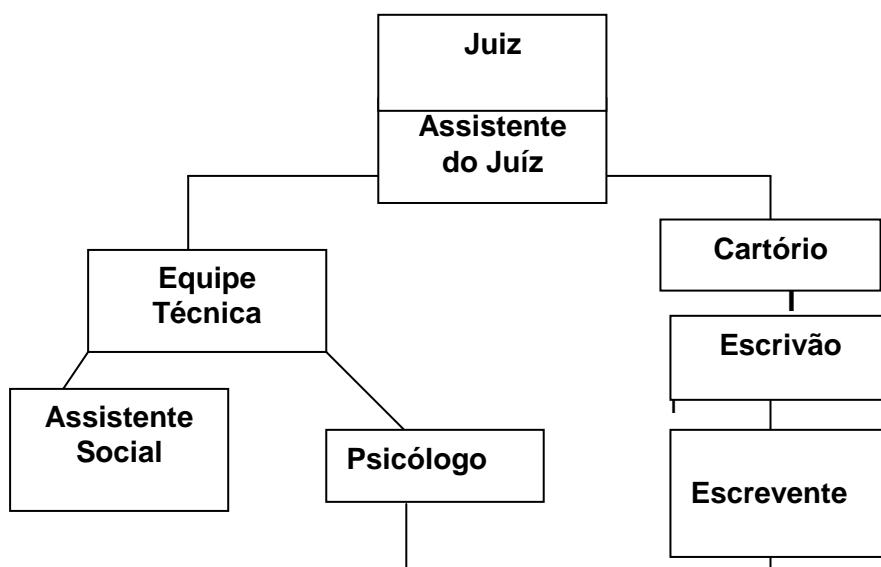 Juiz
Assistente
do Juíz
Equipe
Técnica
Assistente
Social
Psicólogo
Cartório
Escrivão
Escrevente